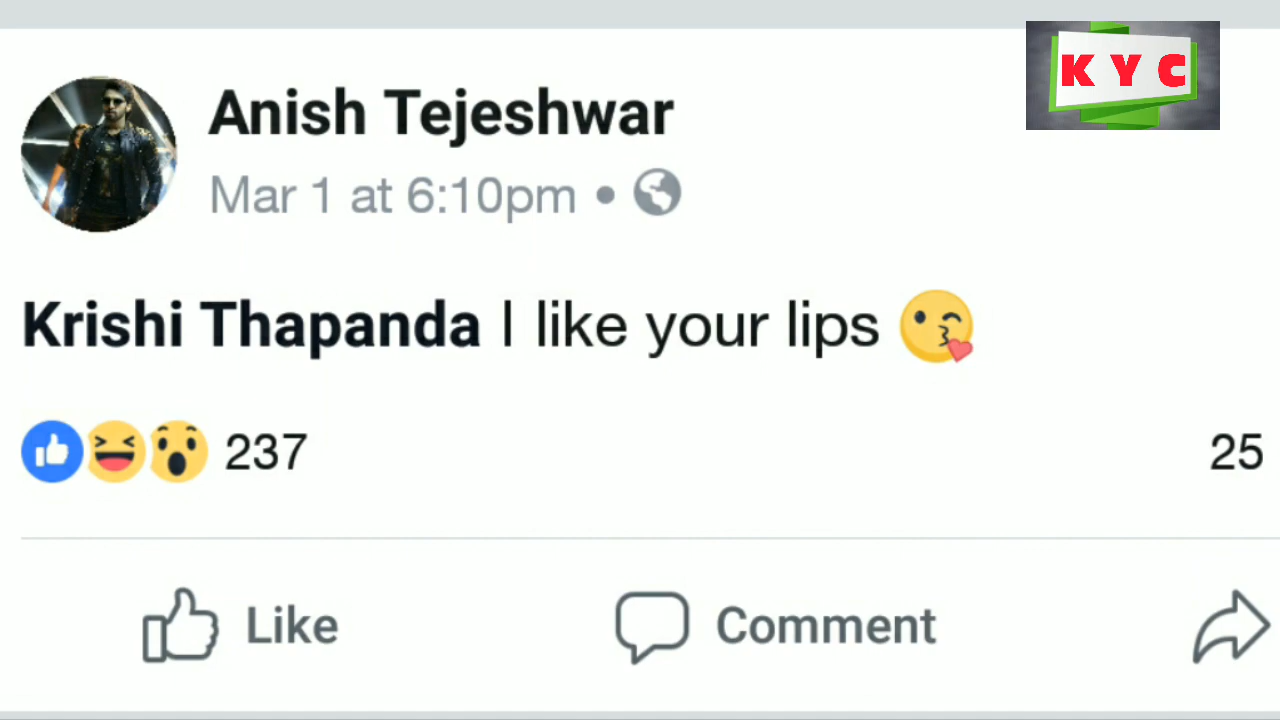 K Y C
Anish Tejeshwar
Mar 1 at 6:10pm •
Krishi Thapanda I like your lips 😘
237 25
Like Comment